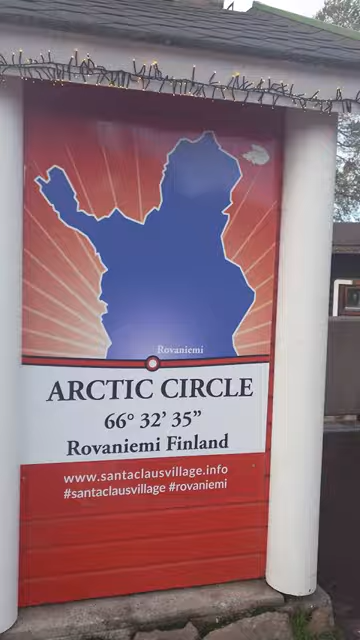 Rovaniemi
ARCTIC CIRCLE
66° 32’ 35”
Rovaniemi Finland
www.santaclausvillage.info
#santaclausvillage #rovaniemi